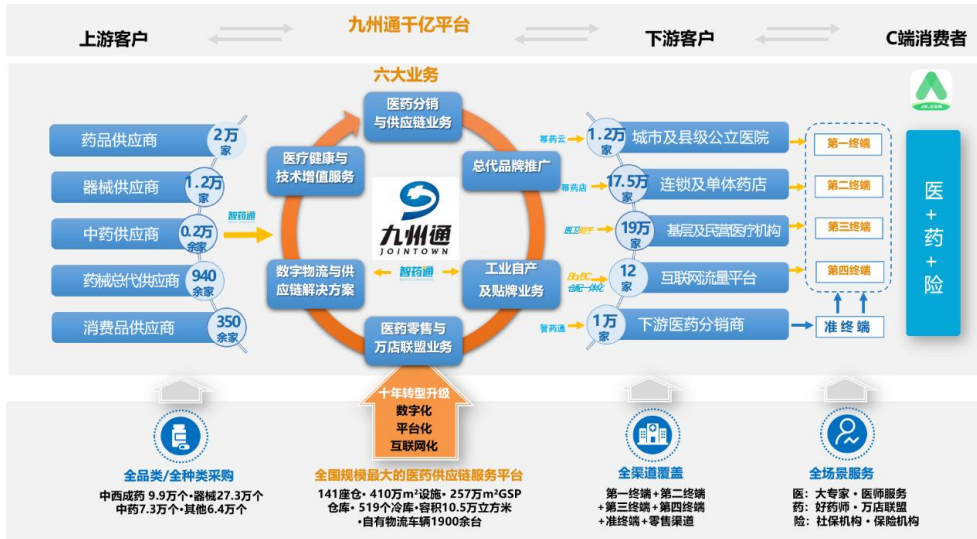 上游客户
九州通千亿平台
下游客户
C端消费者
六大业务
药品供应商
2万
家
器械供应商
1.2万
家
中药供应商
0.2万
余家
药械总代供应商
940
余家
消费品供应商
350
余家
智药通
医药分销
与供应链业务
总代品牌推广
工业自产
及贴牌业务
医药零售与
万店联盟业务
数字物流与供
应链解决方案
医疗健康与
技术增值服务
九州通
JOINTOWN
智药通
幂药云
1.2万
家
城市及县级公立医院
幂药店
17.5万
家
连锁及单体药店
19万
家
基层及民营医疗机构
BbBC
仓配一体化
12
家
互联网流量平台
智药通
1万
家
下游医药分销商
第一终端
第二终端
第三终端
第四终端
准终端
医
+
药
+
险
十年转型升级
数字化
平台化
互联网化
全品类/全种类采购
中西成药 9.9万个•器械27.3万个
中药7.3万个•其他6.4万个
全国规模最大的医药供应链服务平台
141座仓• 410万m²设施• 257万m²GSP
仓库• 519个冷库•容积10.5万立方米
•自有物流车辆1900余台
全渠道覆盖
第一终端+第二终端
+第三终端+第四终端
+准终端+零售渠道
全场景服务
医：大专家・医师服务
药：好药师・万店联盟
险：社保机构・保险机构